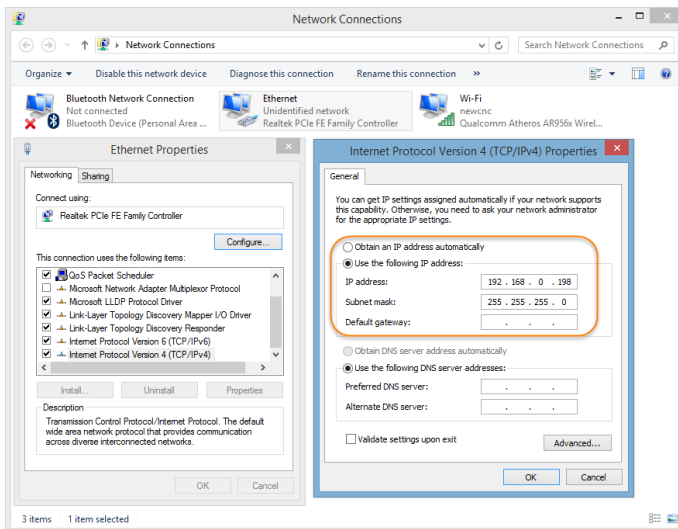 Network Connections
Network Connections
Search Network Connections
Organize
Disable this network device
Diagnose this connection
Rename this connection
»
Bluetooth Network Connection
Not connected
Bluetooth Device (Personal Area ...
Ethernet
Unidentified network
Realtek PCIe FE Family Controller
Wi-Fi
newcnc
Qualcomm Atheros AR956x Wirel...
Ethernet Properties
Networking
Sharing
Connect using:
Realtek PCIe FE Family Controller
Configure...
This connection uses the following items:
QoS Packet Scheduler
Microsoft Network Adapter Multiplexor Protocol
Microsoft LLDP Protocol Driver
Link-Layer Topology Discovery Mapper I/O Driver
Link-Layer Topology Discovery Responder
Internet Protocol Version 6 (TCP/IPv6)
Internet Protocol Version 4 (TCP/IPv4)
Install...
Uninstall
Properties
Description
Transmission Control Protocol/Internet Protocol. The default
wide area network protocol that provides communication
across diverse interconnected networks.
OK
Cancel
Internet Protocol Version 4 (TCP/IPv4) Properties
General
You can get IP settings assigned automatically if your network supports
this capability. Otherwise, you need to ask your network administrator
for the appropriate IP settings.
Obtain an IP address automatically
Use the following IP address:
IP address:
192 . 168 . 0 . 198
Subnet mask:
255 . 255 . 255 . 0
Default gateway:
. . .
Obtain DNS server address automatically
Use the following DNS server addresses:
Preferred DNS server:
. . .
Alternate DNS server:
. . .
Validate settings upon exit
Advanced...
OK
Cancel
3 items
1 item selected